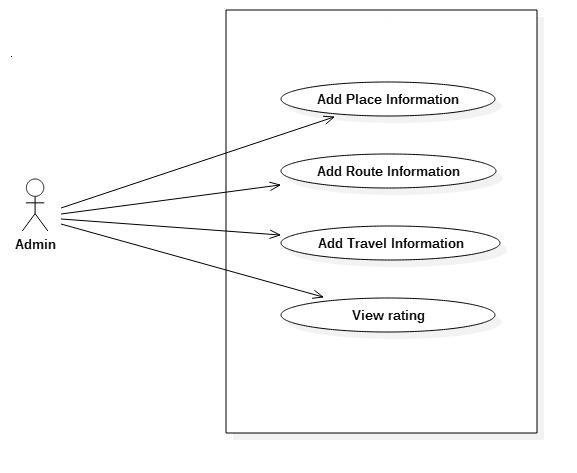 Add Place Information
Add Route Information
Admin
Add Travel Information
View rating